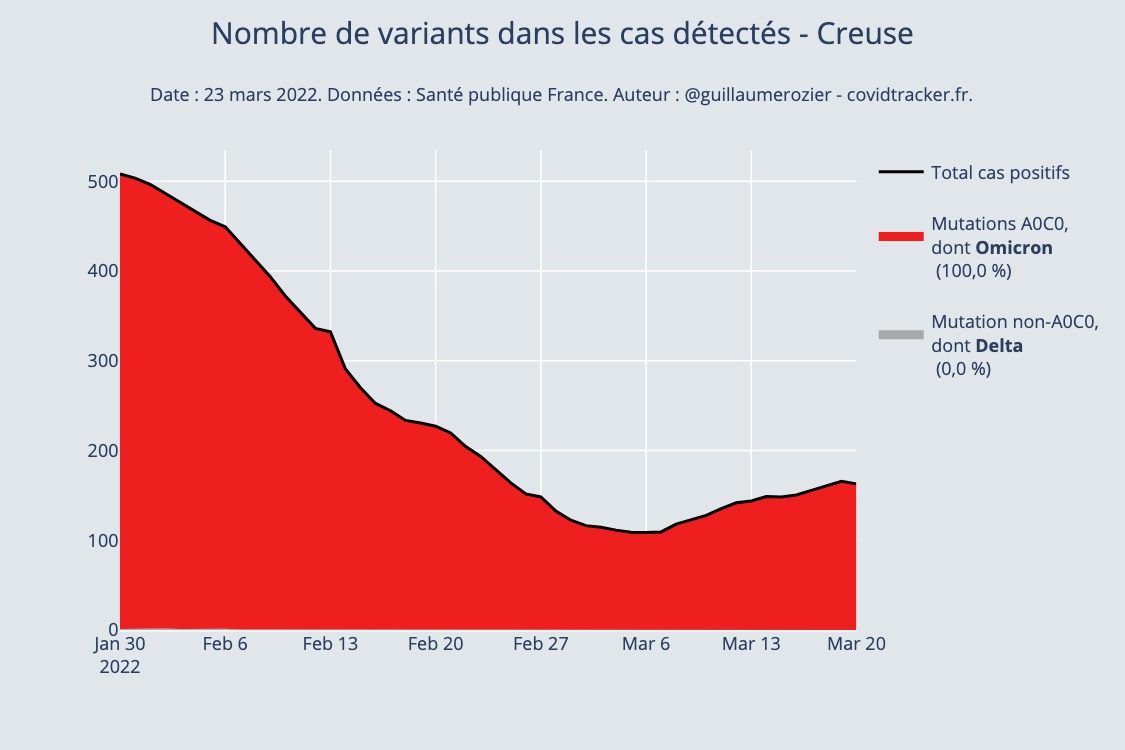 Nombre de variants dans les cas détectés - Creuse
Date : 23 mars 2022. Données : Santé publique France. Auteur : @guillaumerozier - covidtracker.fr.
500
400
300
200
100
0
Jan 30
2022
Feb 6
Feb 13
Feb 20
Feb 27
Mar 6
Mar 13
Mar 20
Total cas positifs
Mutations A0C0,
dont Omicron
(100,0 %)
Mutation non-A0C0,
dont Delta
(0,0 %)